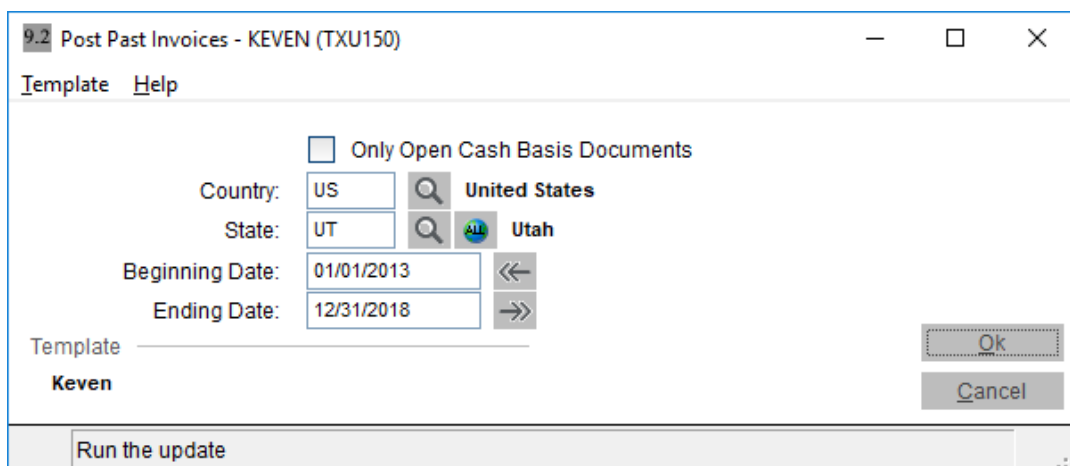 9.2 Post Past Invoices - KEVEN (TXU150)
Template Help
Only Open Cash Basis Documents
Country: US United States
State: UT ALL Utah
Beginning Date: 01/01/2013
Ending Date: 12/31/2018
Template
Ok
Keven
Cancel
Run the update